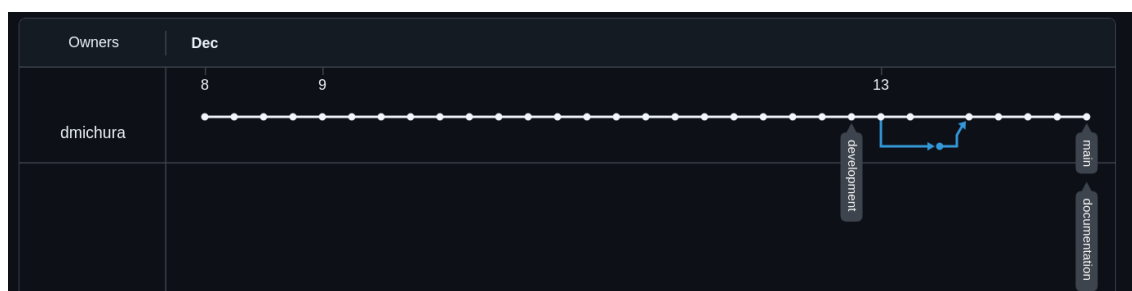 Owners
Dec
8
9
13
dmichura
development
main
documentation